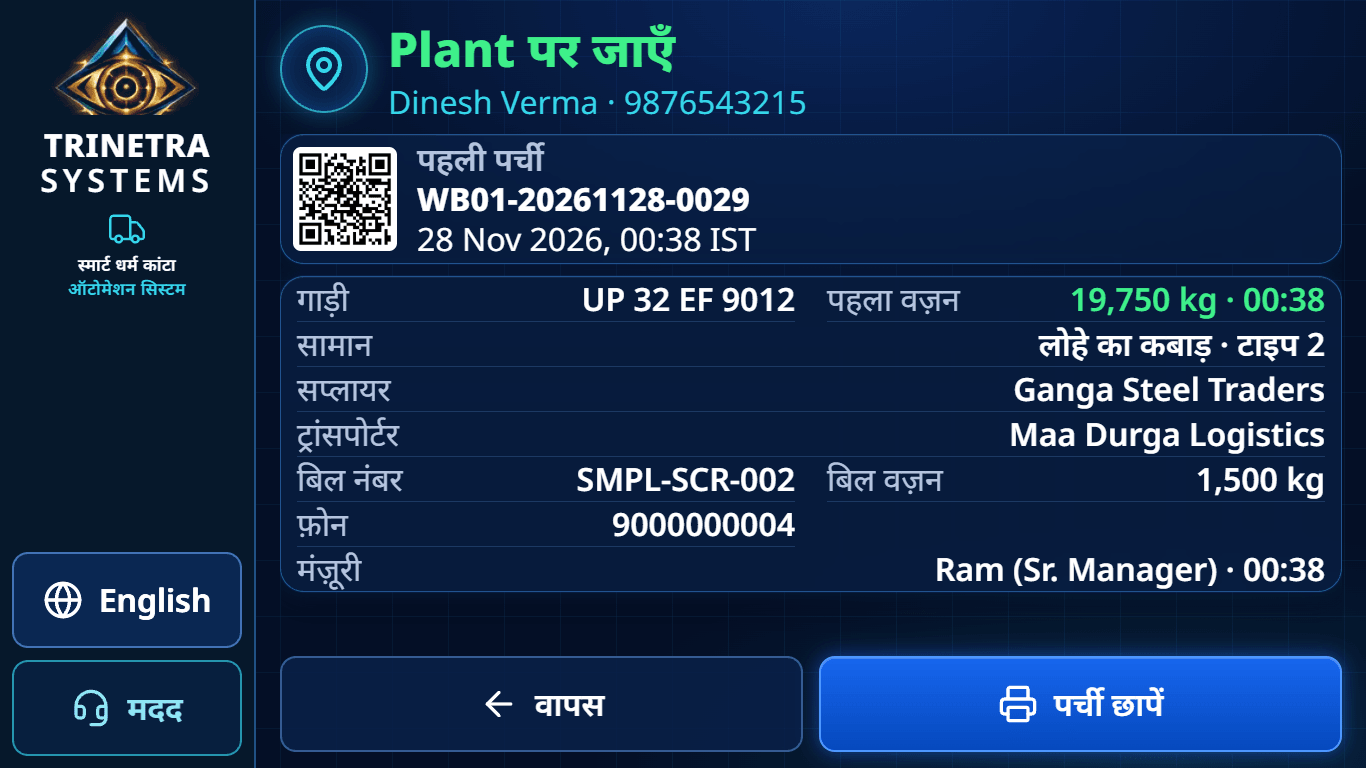 TRINETRA
SYSTEMS
स्मार्ट धर्म कांटा
ऑटोमेशन सिस्टम
English
मदद
Plant पर जाएँ
Dinesh Verma · 9876543215
पहली पर्ची
WB01-20261128-0029
28 Nov 2026, 00:38 IST
गाड़ी UP 32 EF 9012 पहला वज़न 19,750 kg · 00:38
सामान लोहे का कबाड़ · टाइप 2
सप्लायर Ganga Steel Traders
ट्रांसपोर्टर Maa Durga Logistics
बिल नंबर SMPL-SCR-002 बिल वज़न 1,500 kg
फ़ोन 9000000004
मंज़ूरी Ram (Sr. Manager) · 00:38
वापस पर्ची छापें